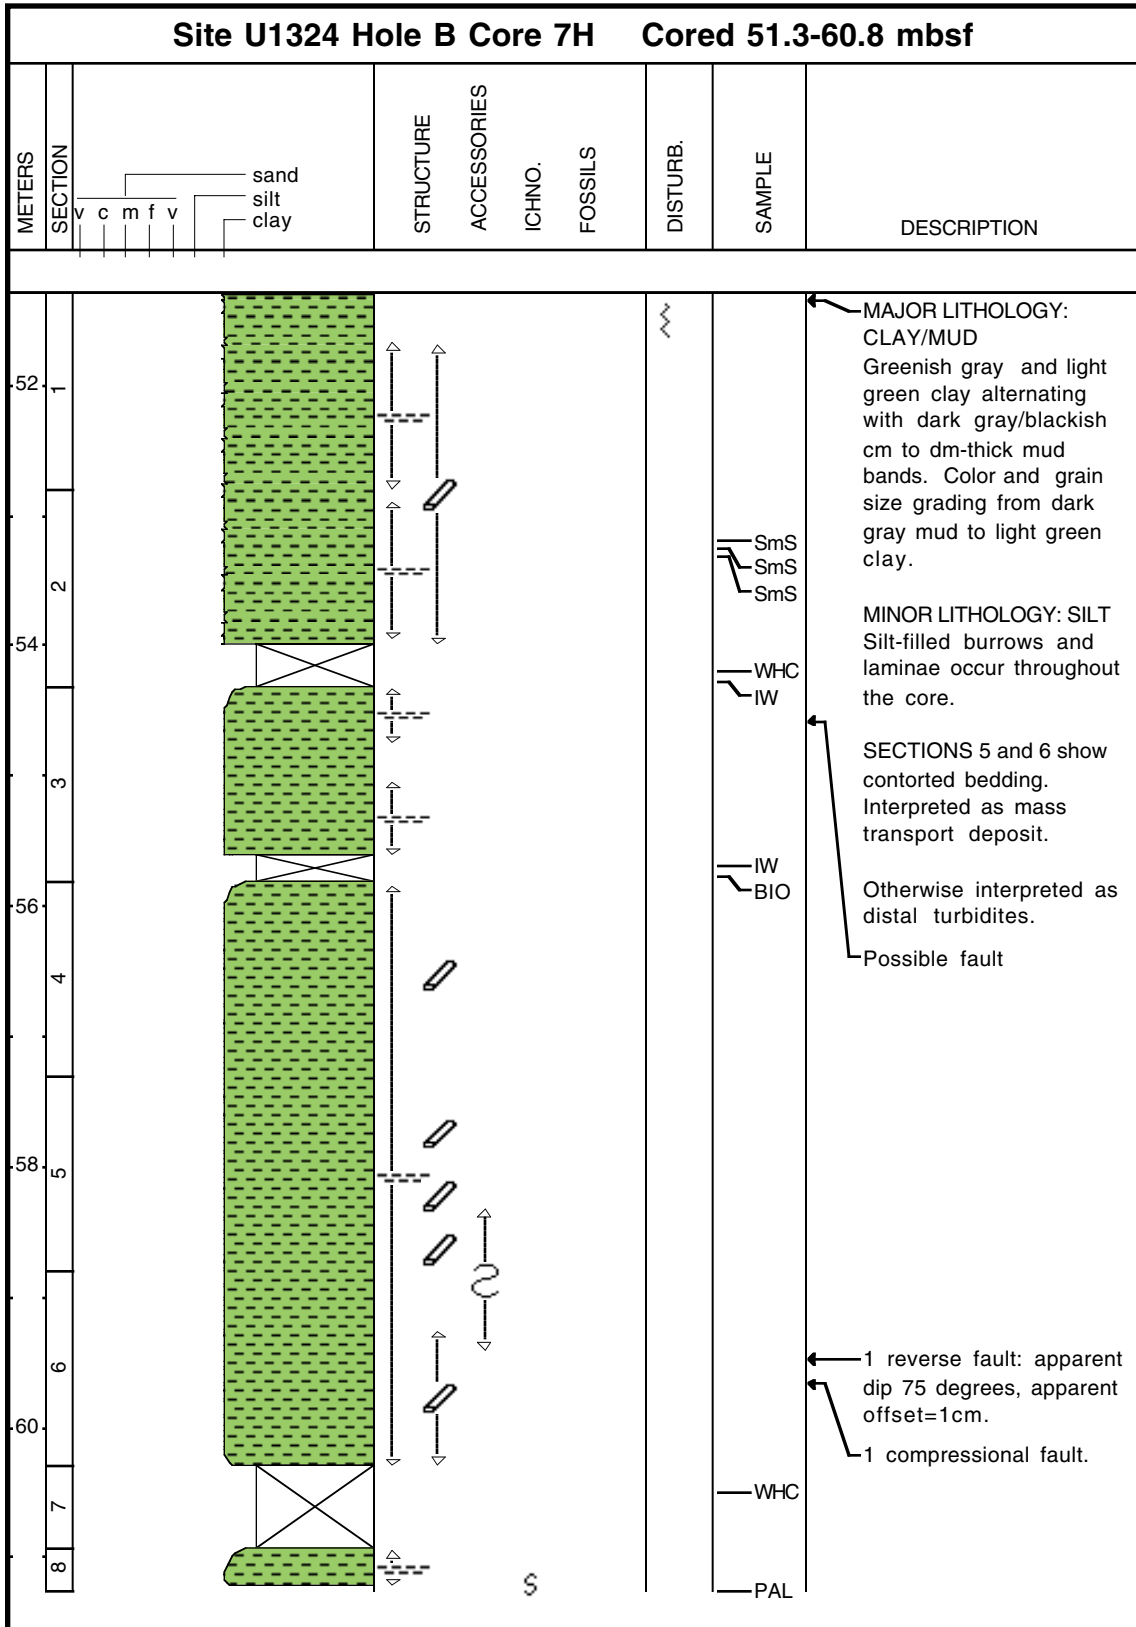 Site U1324 Hole B Core 7H Cored 51.3-60.8 mbsf
METERS
SECTION
v c m f v
sand
silt
clay
STRUCTURE
ACCESSORIES
ICHNO.
FOSSILS
DISTURB.
SAMPLE
DESCRIPTION
52
54
56
58
60
1
2
3
4
5
6
7
8
SmS
SmS
SmS
WHC
IW
IW
BIO
WHC
PAL
MAJOR LITHOLOGY:
CLAY/MUD
Greenish gray and light
green clay alternating
with dark gray/blackish
cm to dm-thick mud
bands. Color and grain
size grading from dark
gray mud to light green
clay.
MINOR LITHOLOGY: SILT
Silt-filled burrows and
laminae occur throughout
the core.
SECTIONS 5 and 6 show
contorted bedding.
Interpreted as mass
transport deposit.
Otherwise interpreted as
distal turbidites.
Possible fault
1 reverse fault: apparent
dip 75 degrees, apparent
offset=1cm.
1 compressional fault.